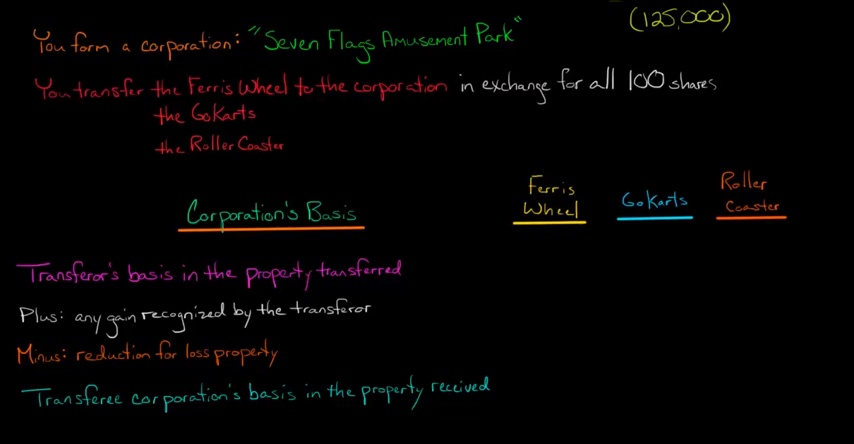 (125,000)
You form a corporation: "Seven Flags Amusement Park"
You transfer the Ferris Wheel to the corporation in exchange for all 100 shares
the GoKarts
the Roller Coaster
Ferris Wheel
GoKarts
Roller Coaster
Corporation's Basis
Transferor's basis in the property transferred
Plus: any gain recognized by the transferor
Minus: reduction for loss property
Transferee corporation's basis in the property received